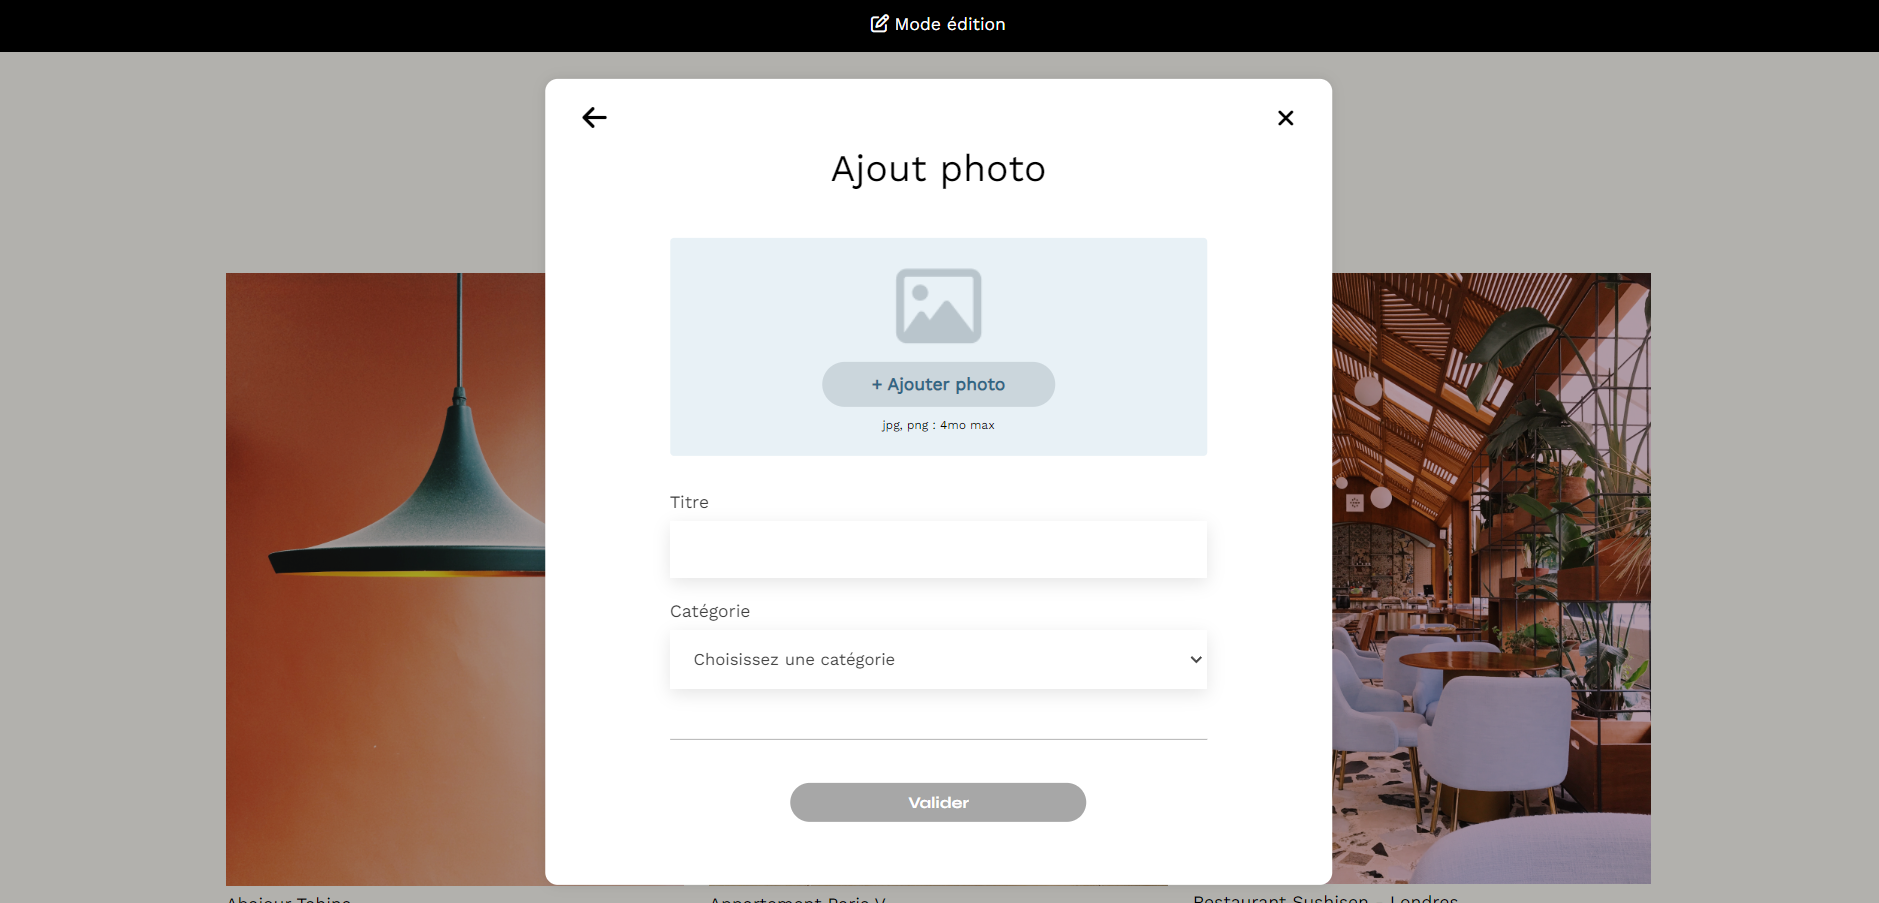 Mode édition
Ajout photo
+ Ajouter photo
jpg, png : 4mo max
Titre
Catégorie
Choisissez une catégorie
Valider
Abajour Tahina
Appartement Paris V
Restaurant Sushisen - Londres